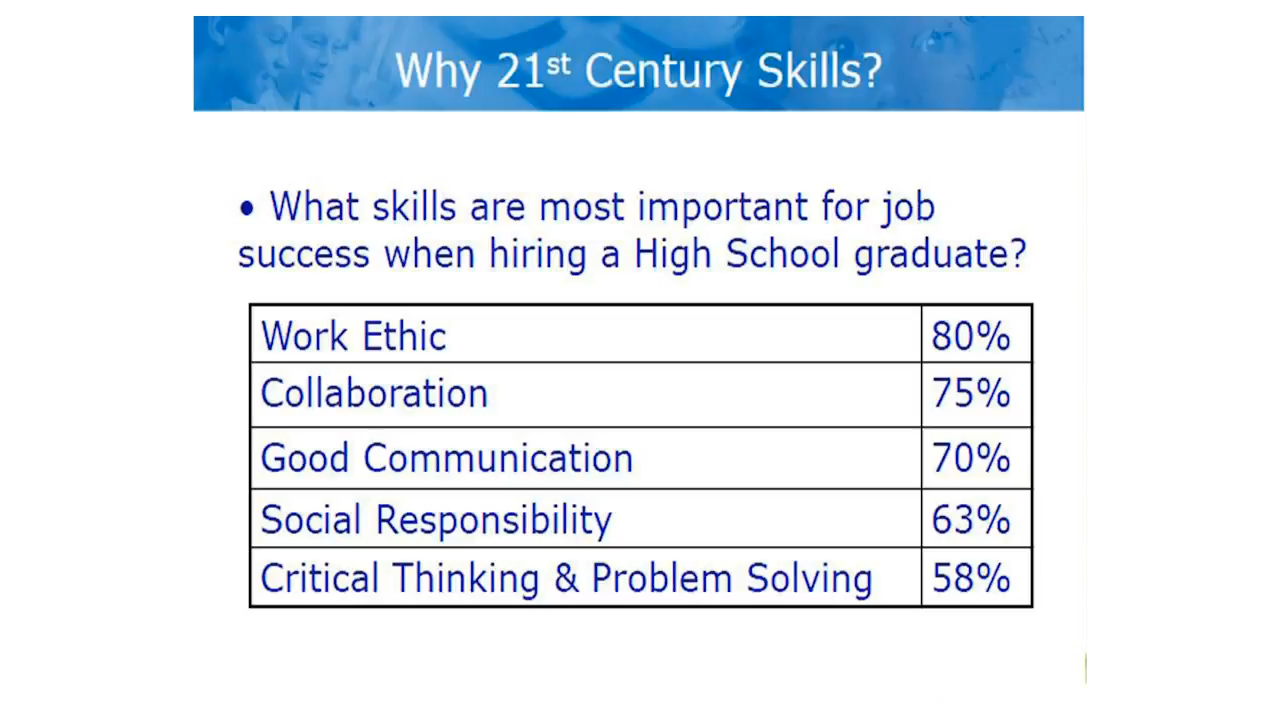 Why 21st Century Skills?
• What skills are most important for job
success when hiring a High School graduate?
Work Ethic 80%
Collaboration 75%
Good Communication 70%
Social Responsibility 63%
Critical Thinking & Problem Solving 58%